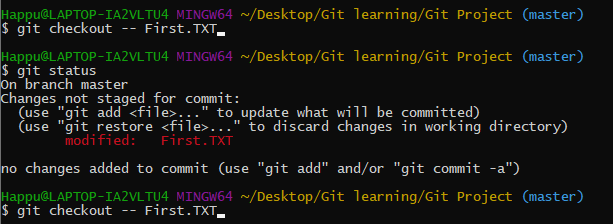 Happu@LAPTOP-IA2VLTU4 MINGW64 ~/Desktop/Git learning/Git Project (master)
$ git checkout -- First.TXT
Happu@LAPTOP-IA2VLTU4 MINGW64 ~/Desktop/Git learning/Git Project (master)
$ git status
On branch master
Changes not staged for commit:
  (use "git add <file>..." to update what will be committed)
  (use "git restore <file>..." to discard changes in working directory)
        modified:   First.TXT
no changes added to commit (use "git add" and/or "git commit -a")
Happu@LAPTOP-IA2VLTU4 MINGW64 ~/Desktop/Git learning/Git Project (master)
$ git checkout -- First.TXT